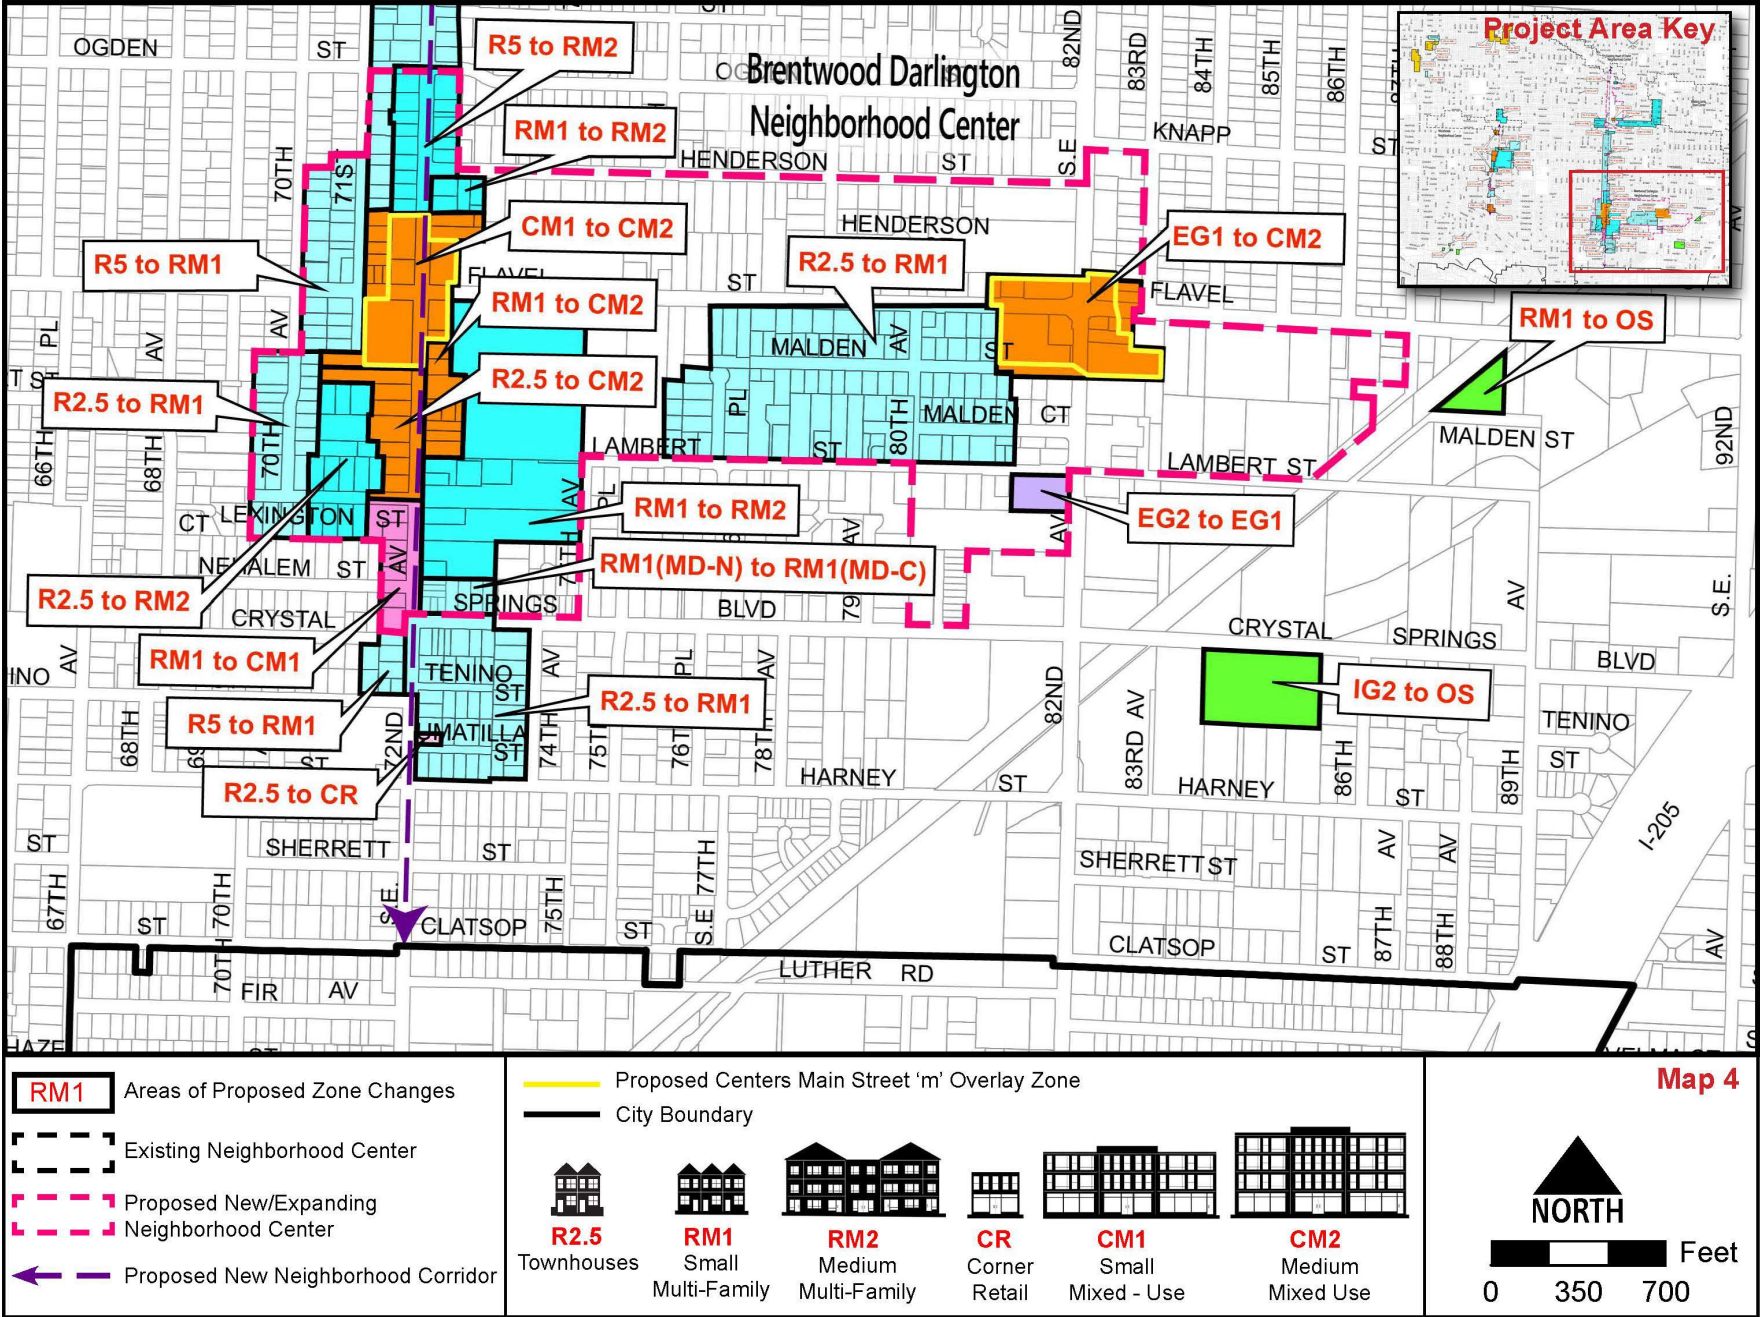 OGDEN ST
R5 to RM2
OGDEN
Brentwood Darlington
Neighborhood Center
82ND
83RD
84TH
85TH
86TH
Project Area Key
RM1 to RM2
KNAPP
ST
HENDERSON ST
S.E
70TH
71ST
CM1 to CM2
HENDERSON
EG1 to CM2
R5 to RM1
R2.5 to RM1
FLAVEL ST
FLAVEL
AV
RM1 to CM2
RM1 to OS
PL
AV
AV
MALDEN ST
AV
R2.5 to CM2
R2.5 to RM1
PL
80TH
MALDEN CT
MALDEN ST
92ND
66TH
68TH
70TH
LAMBERT ST
LAMBERT ST
AV
PL
RM1 to RM2
EG2 to EG1
AV
AV
CT
LEXINGTON ST
NEHALEM ST
AV
RM1(MD-N) to RM1(MD-C)
R2.5 to RM2
SPRINGS
BLVD
79
AV
S.E.
CRYSTAL
CRYSTAL SPRINGS
BLVD
RM1 to CM1
AV
TENINO
ST
AV
PL
AV
IG2 to OS
R5 to RM1
R2.5 to RM1
UMATILLA
ST
82ND
83RD AV
TENINO
ST
68TH
72ND
ST
74TH
76T
78TH
HARNEY ST
HARNEY ST
86TH
89TH
R2.5 to CR
I-205
ST
SHERRETT ST
SHERRETT ST
AV
AV
67TH
70TH
S.E.
75TH
S.E 77TH
ST
CLATSOP ST
CLATSOP ST
87TH
88TH
AV
70TH
LUTHER RD
FIR AV
RM1
Areas of Proposed Zone Changes
Existing Neighborhood Center
Proposed New/Expanding
Neighborhood Center
Proposed New Neighborhood Corridor
Proposed Centers Main Street ‘m’ Overlay Zone
City Boundary
R2.5
Townhouses
RM1
Small
Multi-Family
RM2
Medium
Multi-Family
CR
Corner
Retail
CM1
Small
Mixed - Use
CM2
Medium
Mixed Use
Map 4
NORTH
Feet
0 350 700